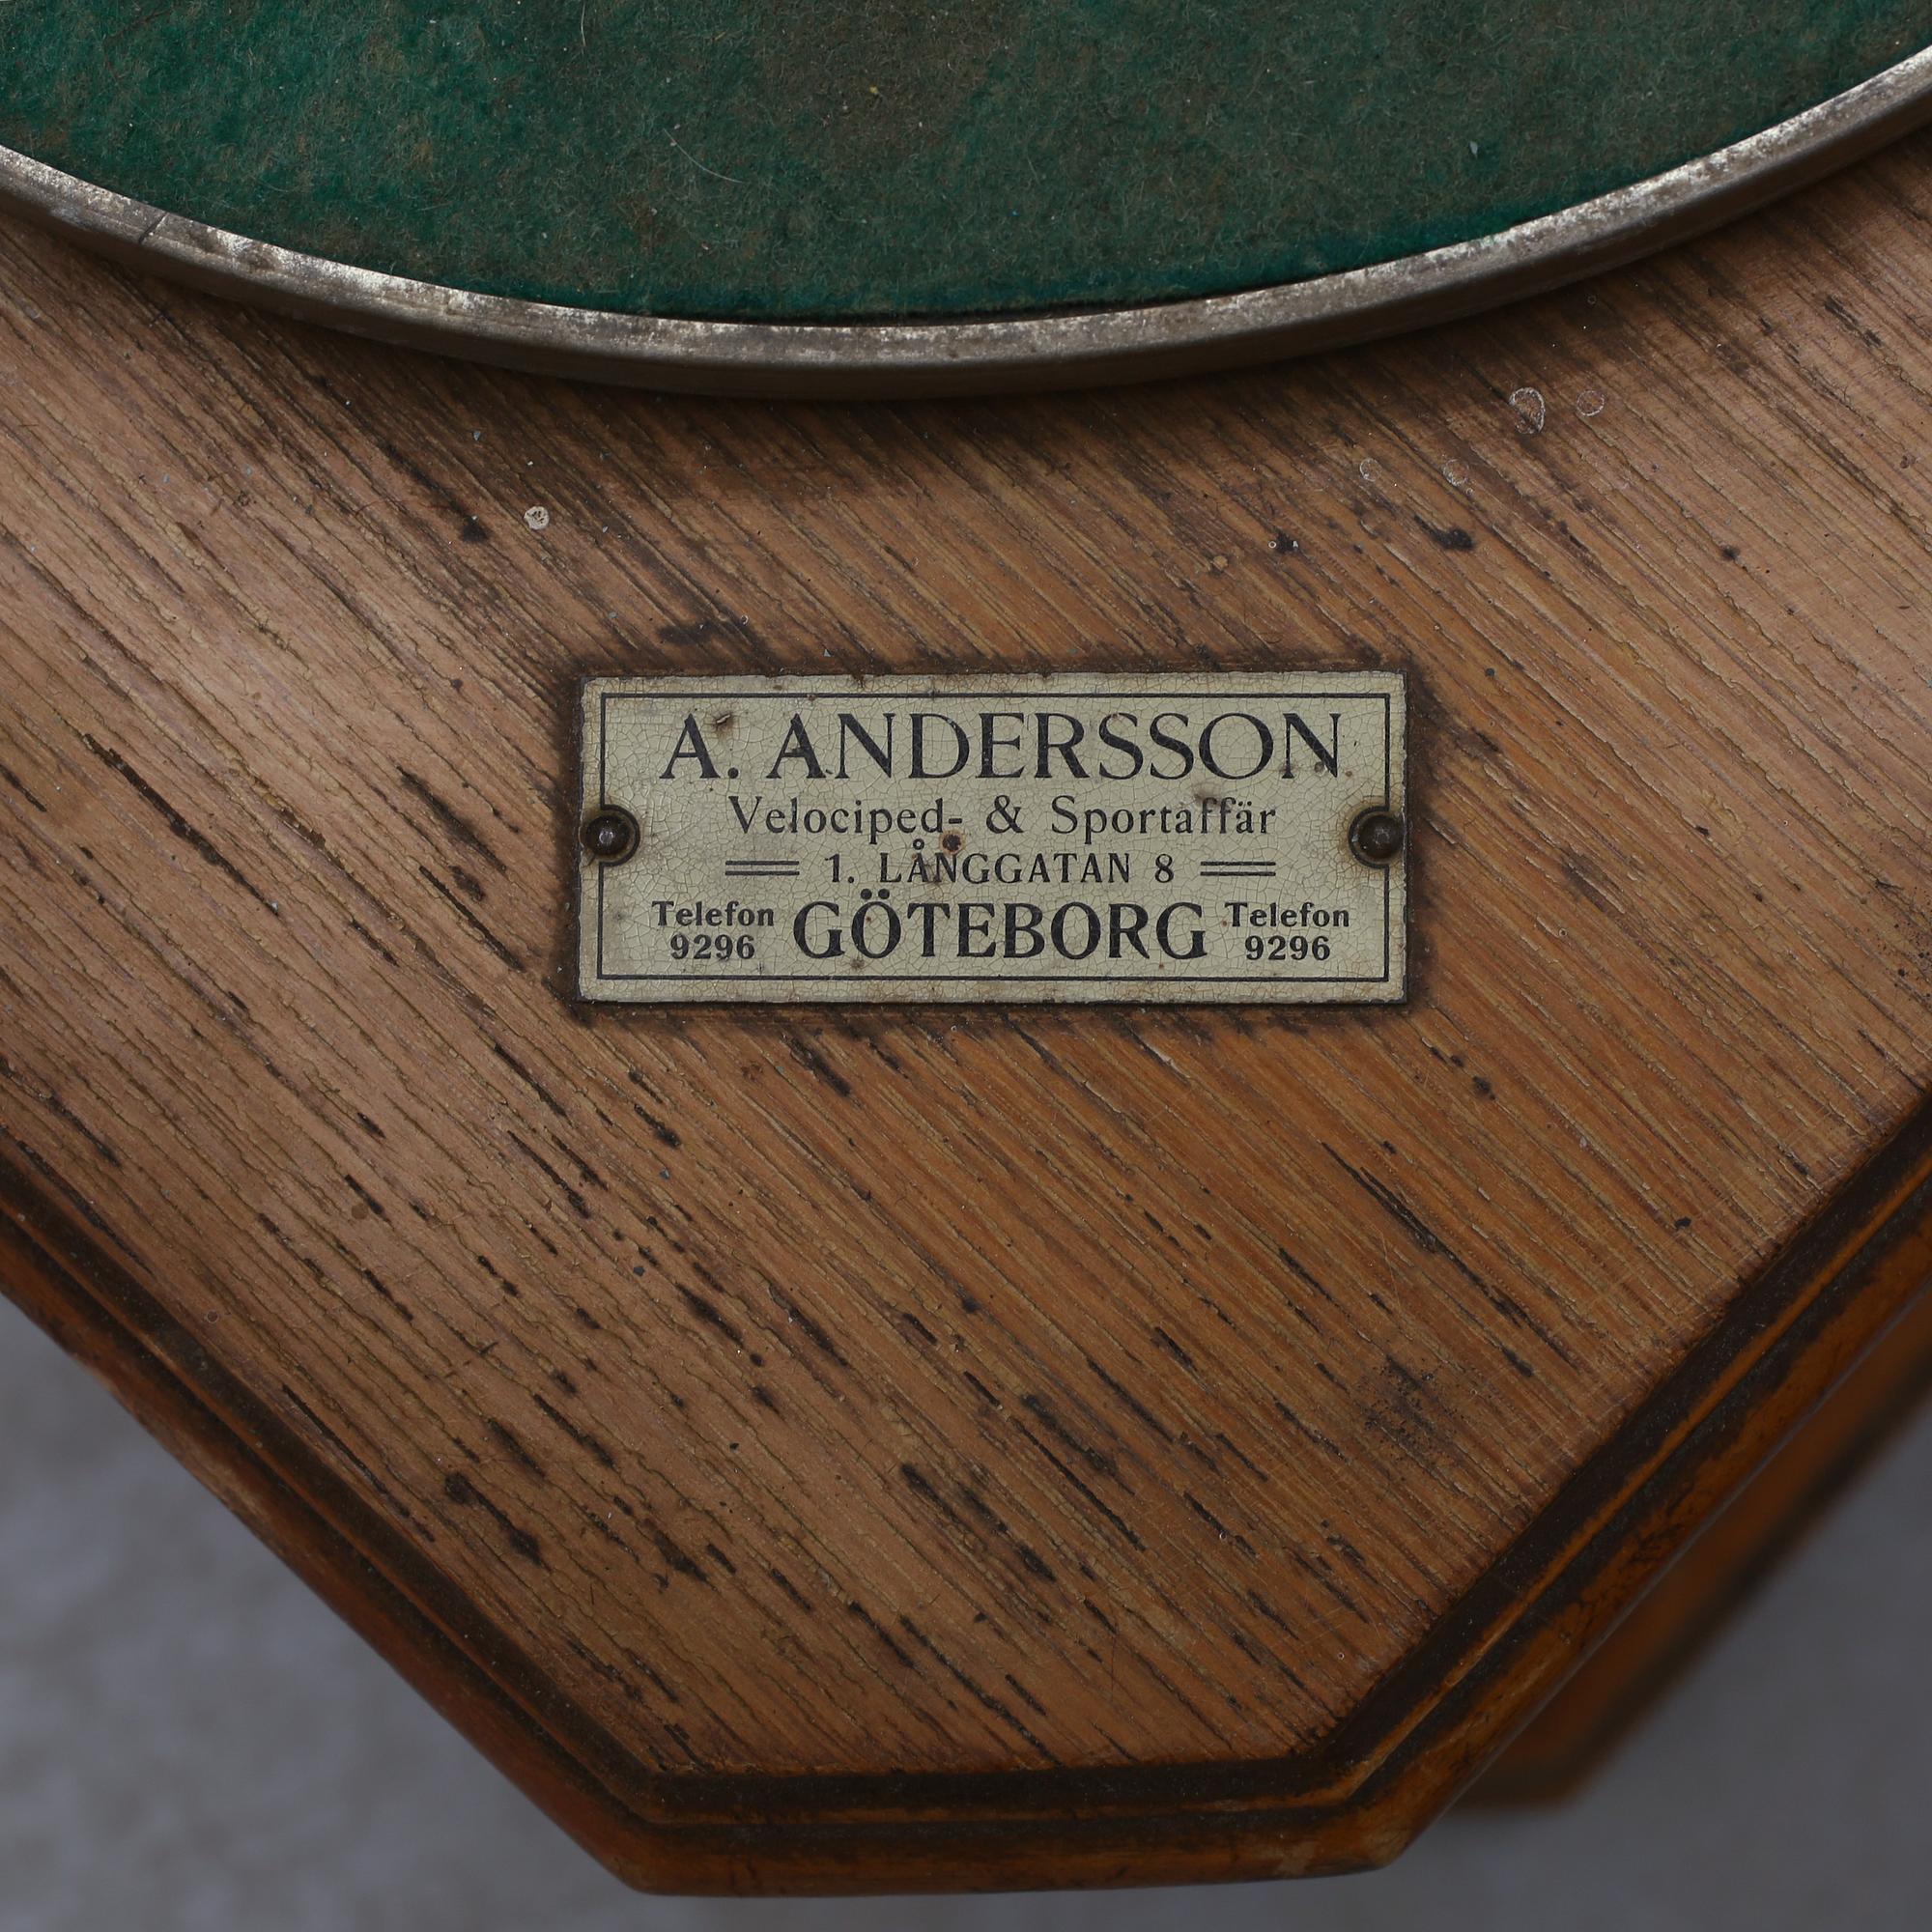 A. ANDERSSON
Velociped- & Sportaffär
1. LÅNGGATAN 8
Telefon 9296 GÖTEBORG Telefon 9296